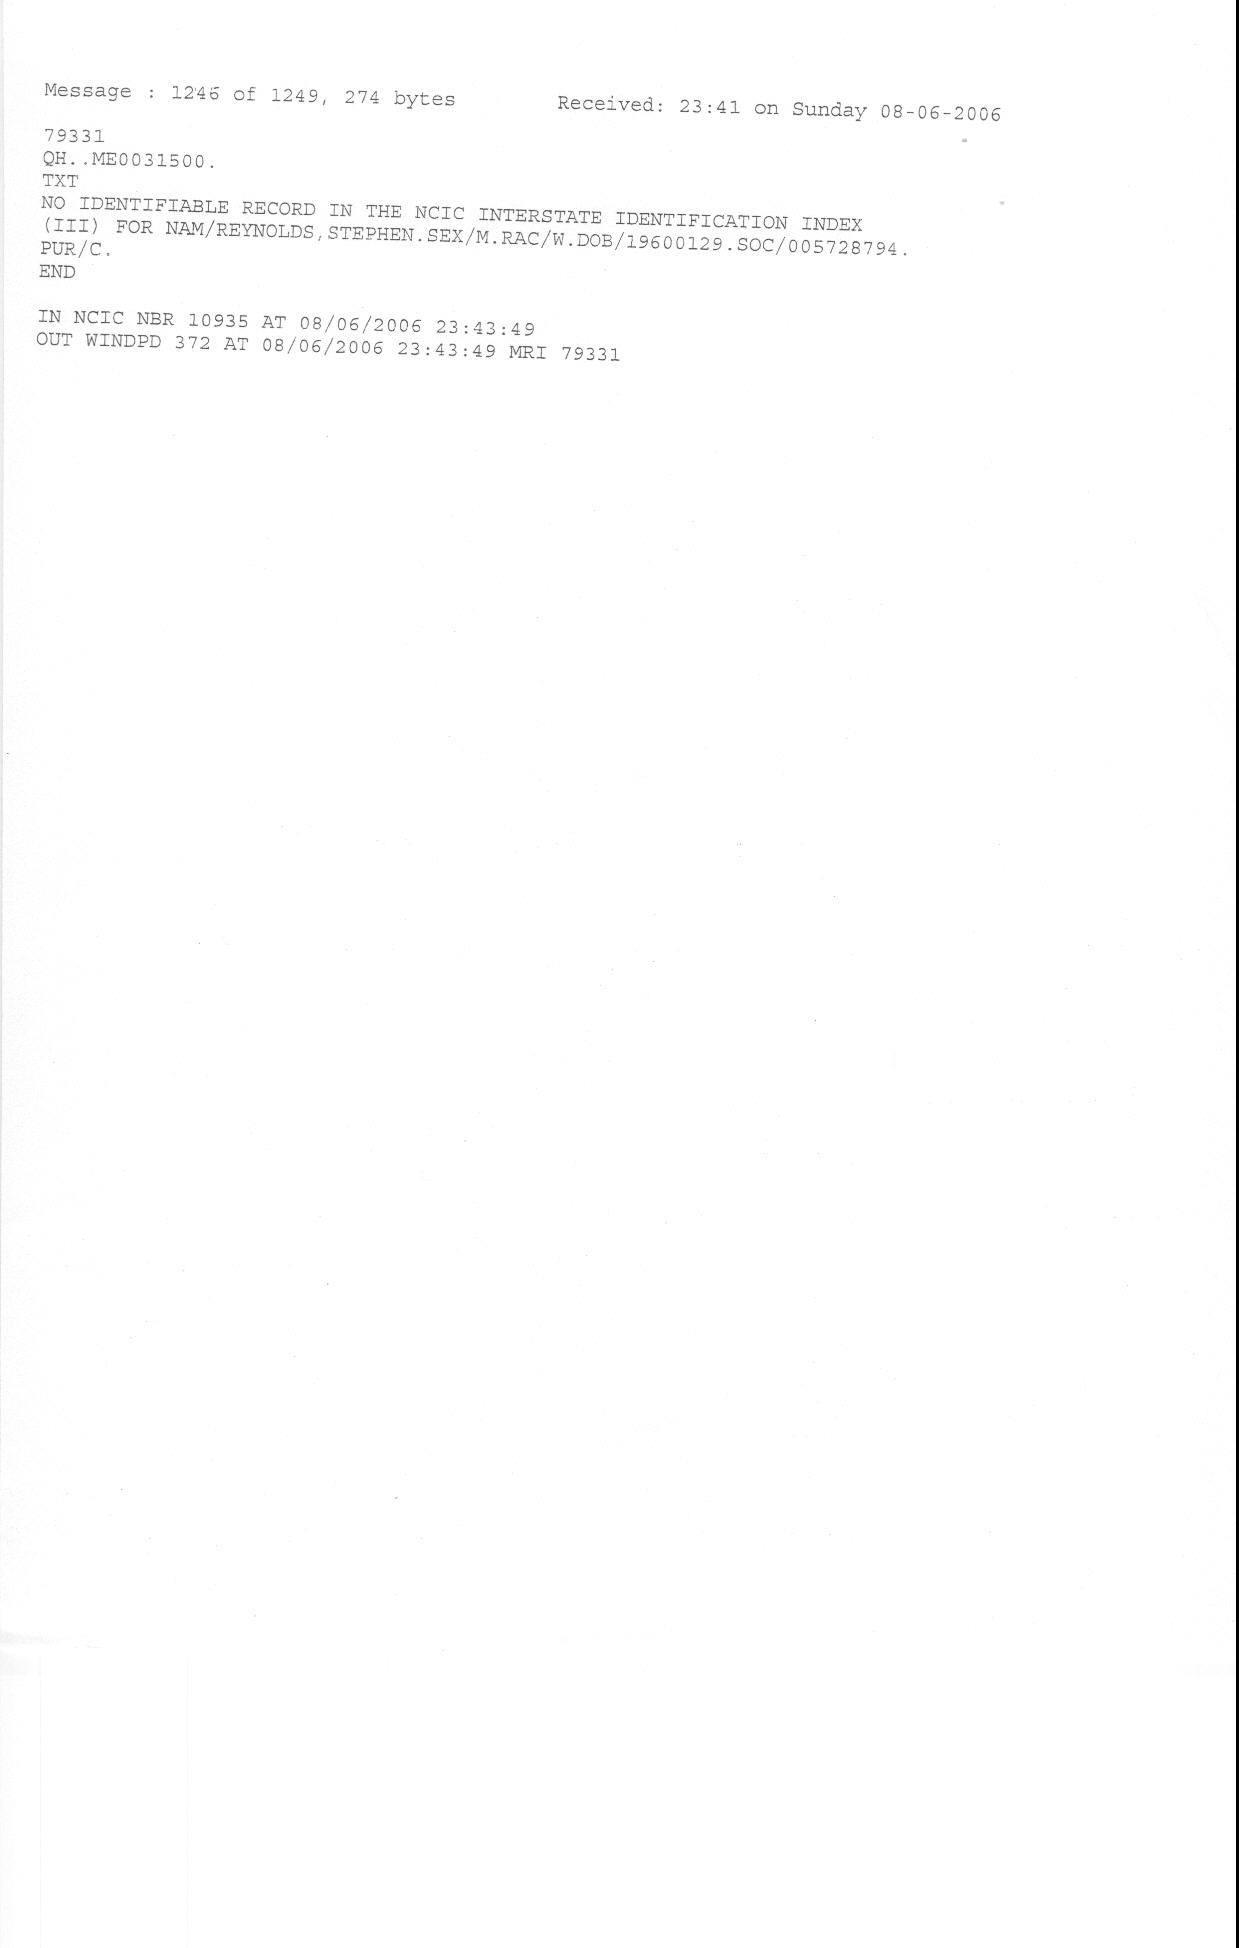 Message : 1246 of 1249, 274 bytes Received: 23:41 on Sunday 08-06-2006
79331
QH..ME0031500.
TXT
NO IDENTIFIABLE RECORD IN THE NCIC INTERSTATE IDENTIFICATION INDEX
(III) FOR NAM/REYNOLDS,STEPHEN.SEX/M.RAC/W.DOB/19600129.SOC/005728794.
PUR/C.
END
IN NCIC NBR 10935 AT 08/06/2006 23:43:49
OUT WINDPD 372 AT 08/06/2006 23:43:49 MRI 79331